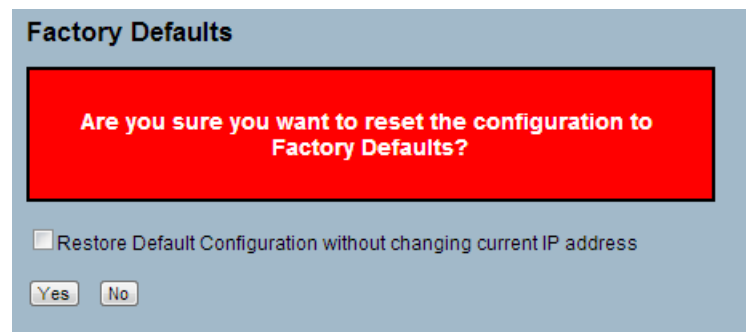 Factory Defaults
Are you sure you want to reset the configuration to
Factory Defaults?
Restore Default Configuration without changing current IP address
Yes No